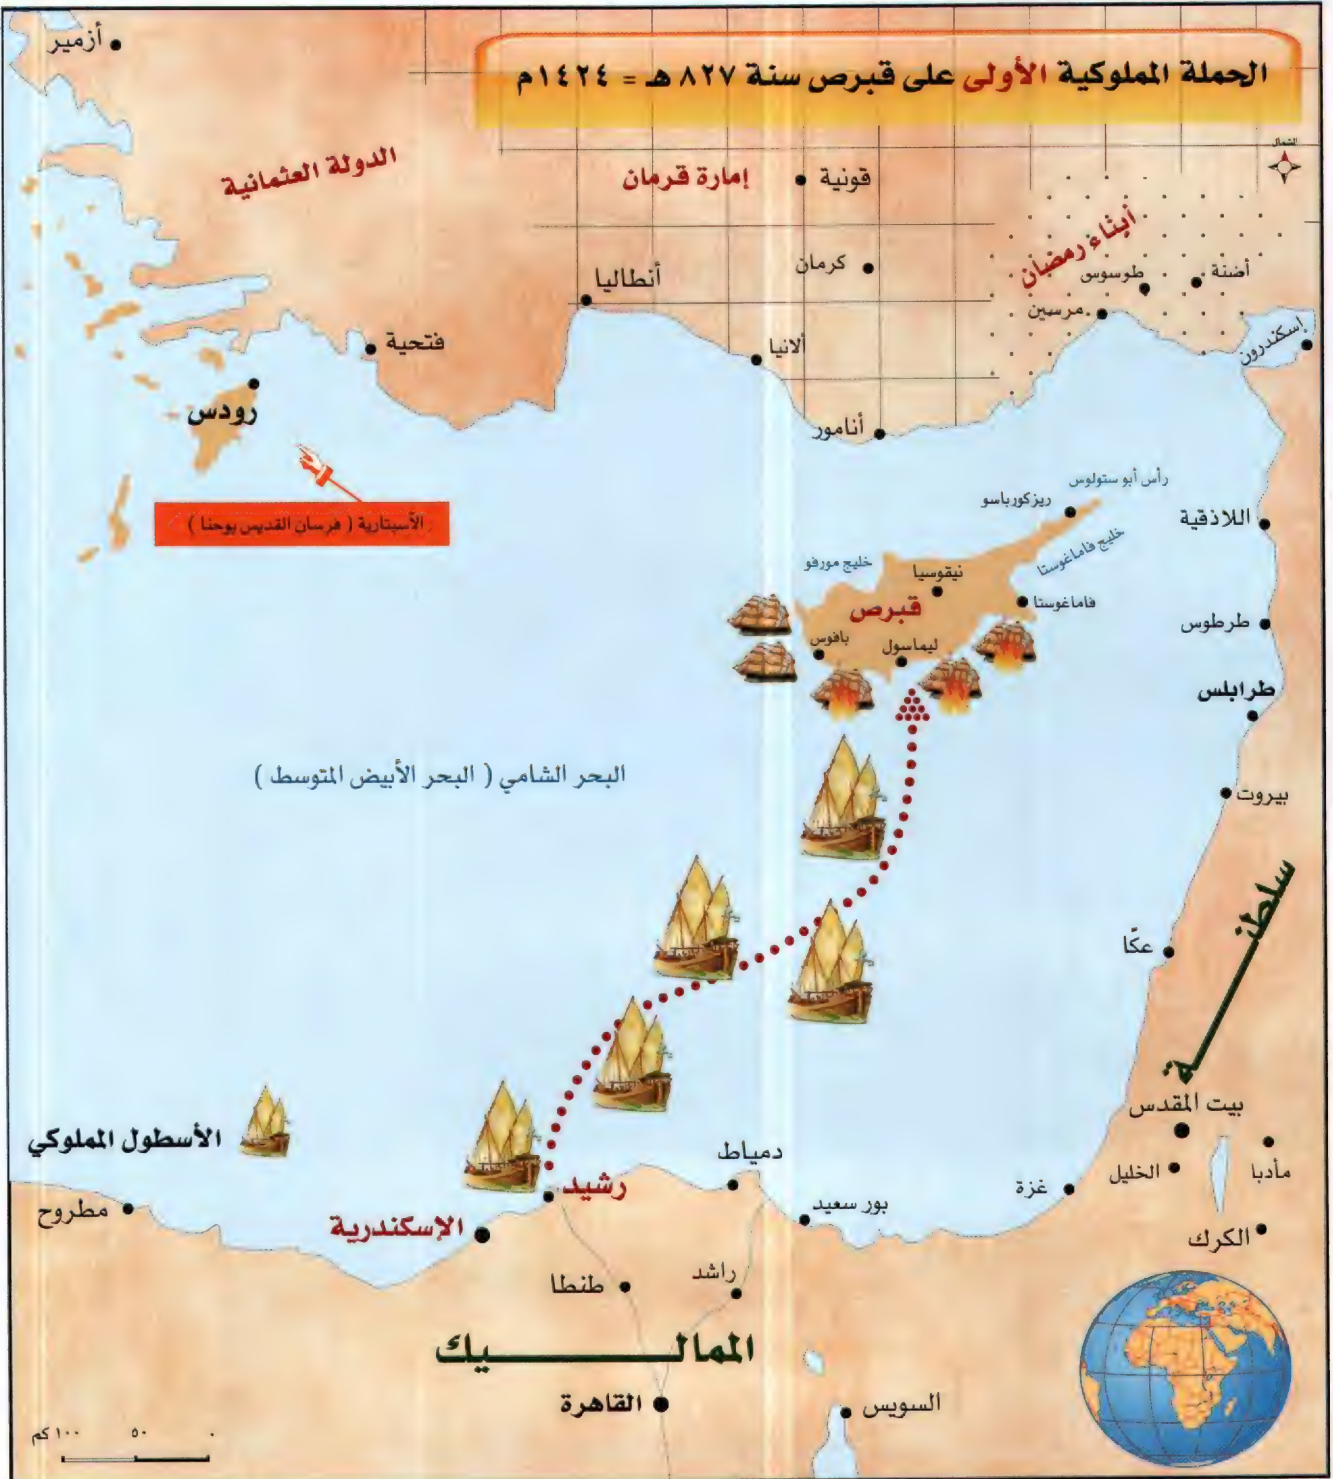 الحملة المملوكية الأولى على قبرص سنة ٨٢٧ هـ = ١٤٢٤م
الشمال
أزمير
الدولة العثمانية
إمارة قرمان
قونية
أبناء رمضان
كرمان
طوسوس
أضنة
أنطاليا
مرسين
إسكندرون
فتحية
ألانيا
رودس
أنامور
رأس أبو ستولوس
ريزكورباسو
الأسبتارية ( فرسان القديس يوحنا )
اللاذقية
خليج فاماغوستا
خليج مورفو
نيقوسيا
قبرص
فاماغوستا
طرطوس
بافوس
ليماسول
طرابلس
البحر الشامي ( البحر الأبيض المتوسط )
بيروت
سلطنة
عكّا
بيت المقدس
الأسطول المملوكي
دمياط
مأدبا
الخليل
غزة
رشيد
مطروح
بور سعيد
الإسكندرية
الكرك
راشد
طنطا
المماليك
القاهرة
السويس
١٠٠ كم ٥٠ ٠